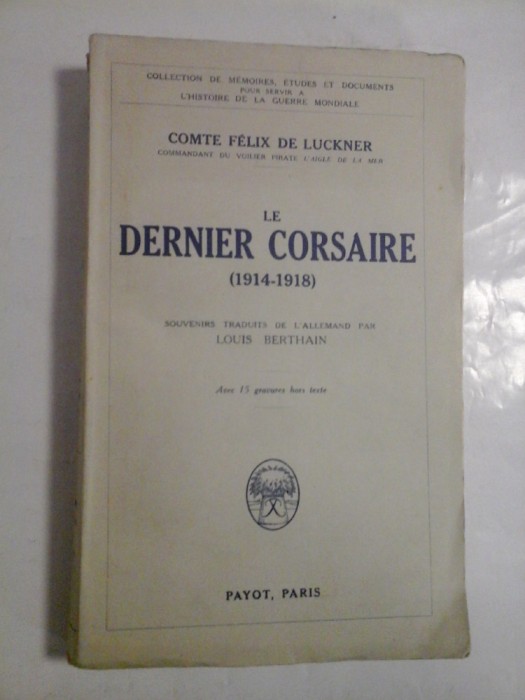 COLLECTION DE MÉMOIRES, ÉTUDES ET DOCUMENTS
POUR SERVIR A
L'HISTOIRE DE LA GUERRE MONDIALE
COMTE FÉLIX DE LUCKNER
COMMANDANT DU VOILIER PIRATE L'AIGLE DE LA MER
LE
DERNIER CORSAIRE
(1914-1918)
SOUVENIRS TRADUITS DE L'ALLEMAND PAR
LOUIS BERTHAIN
Avec 15 gravures hors texte
PAYOT, PARIS